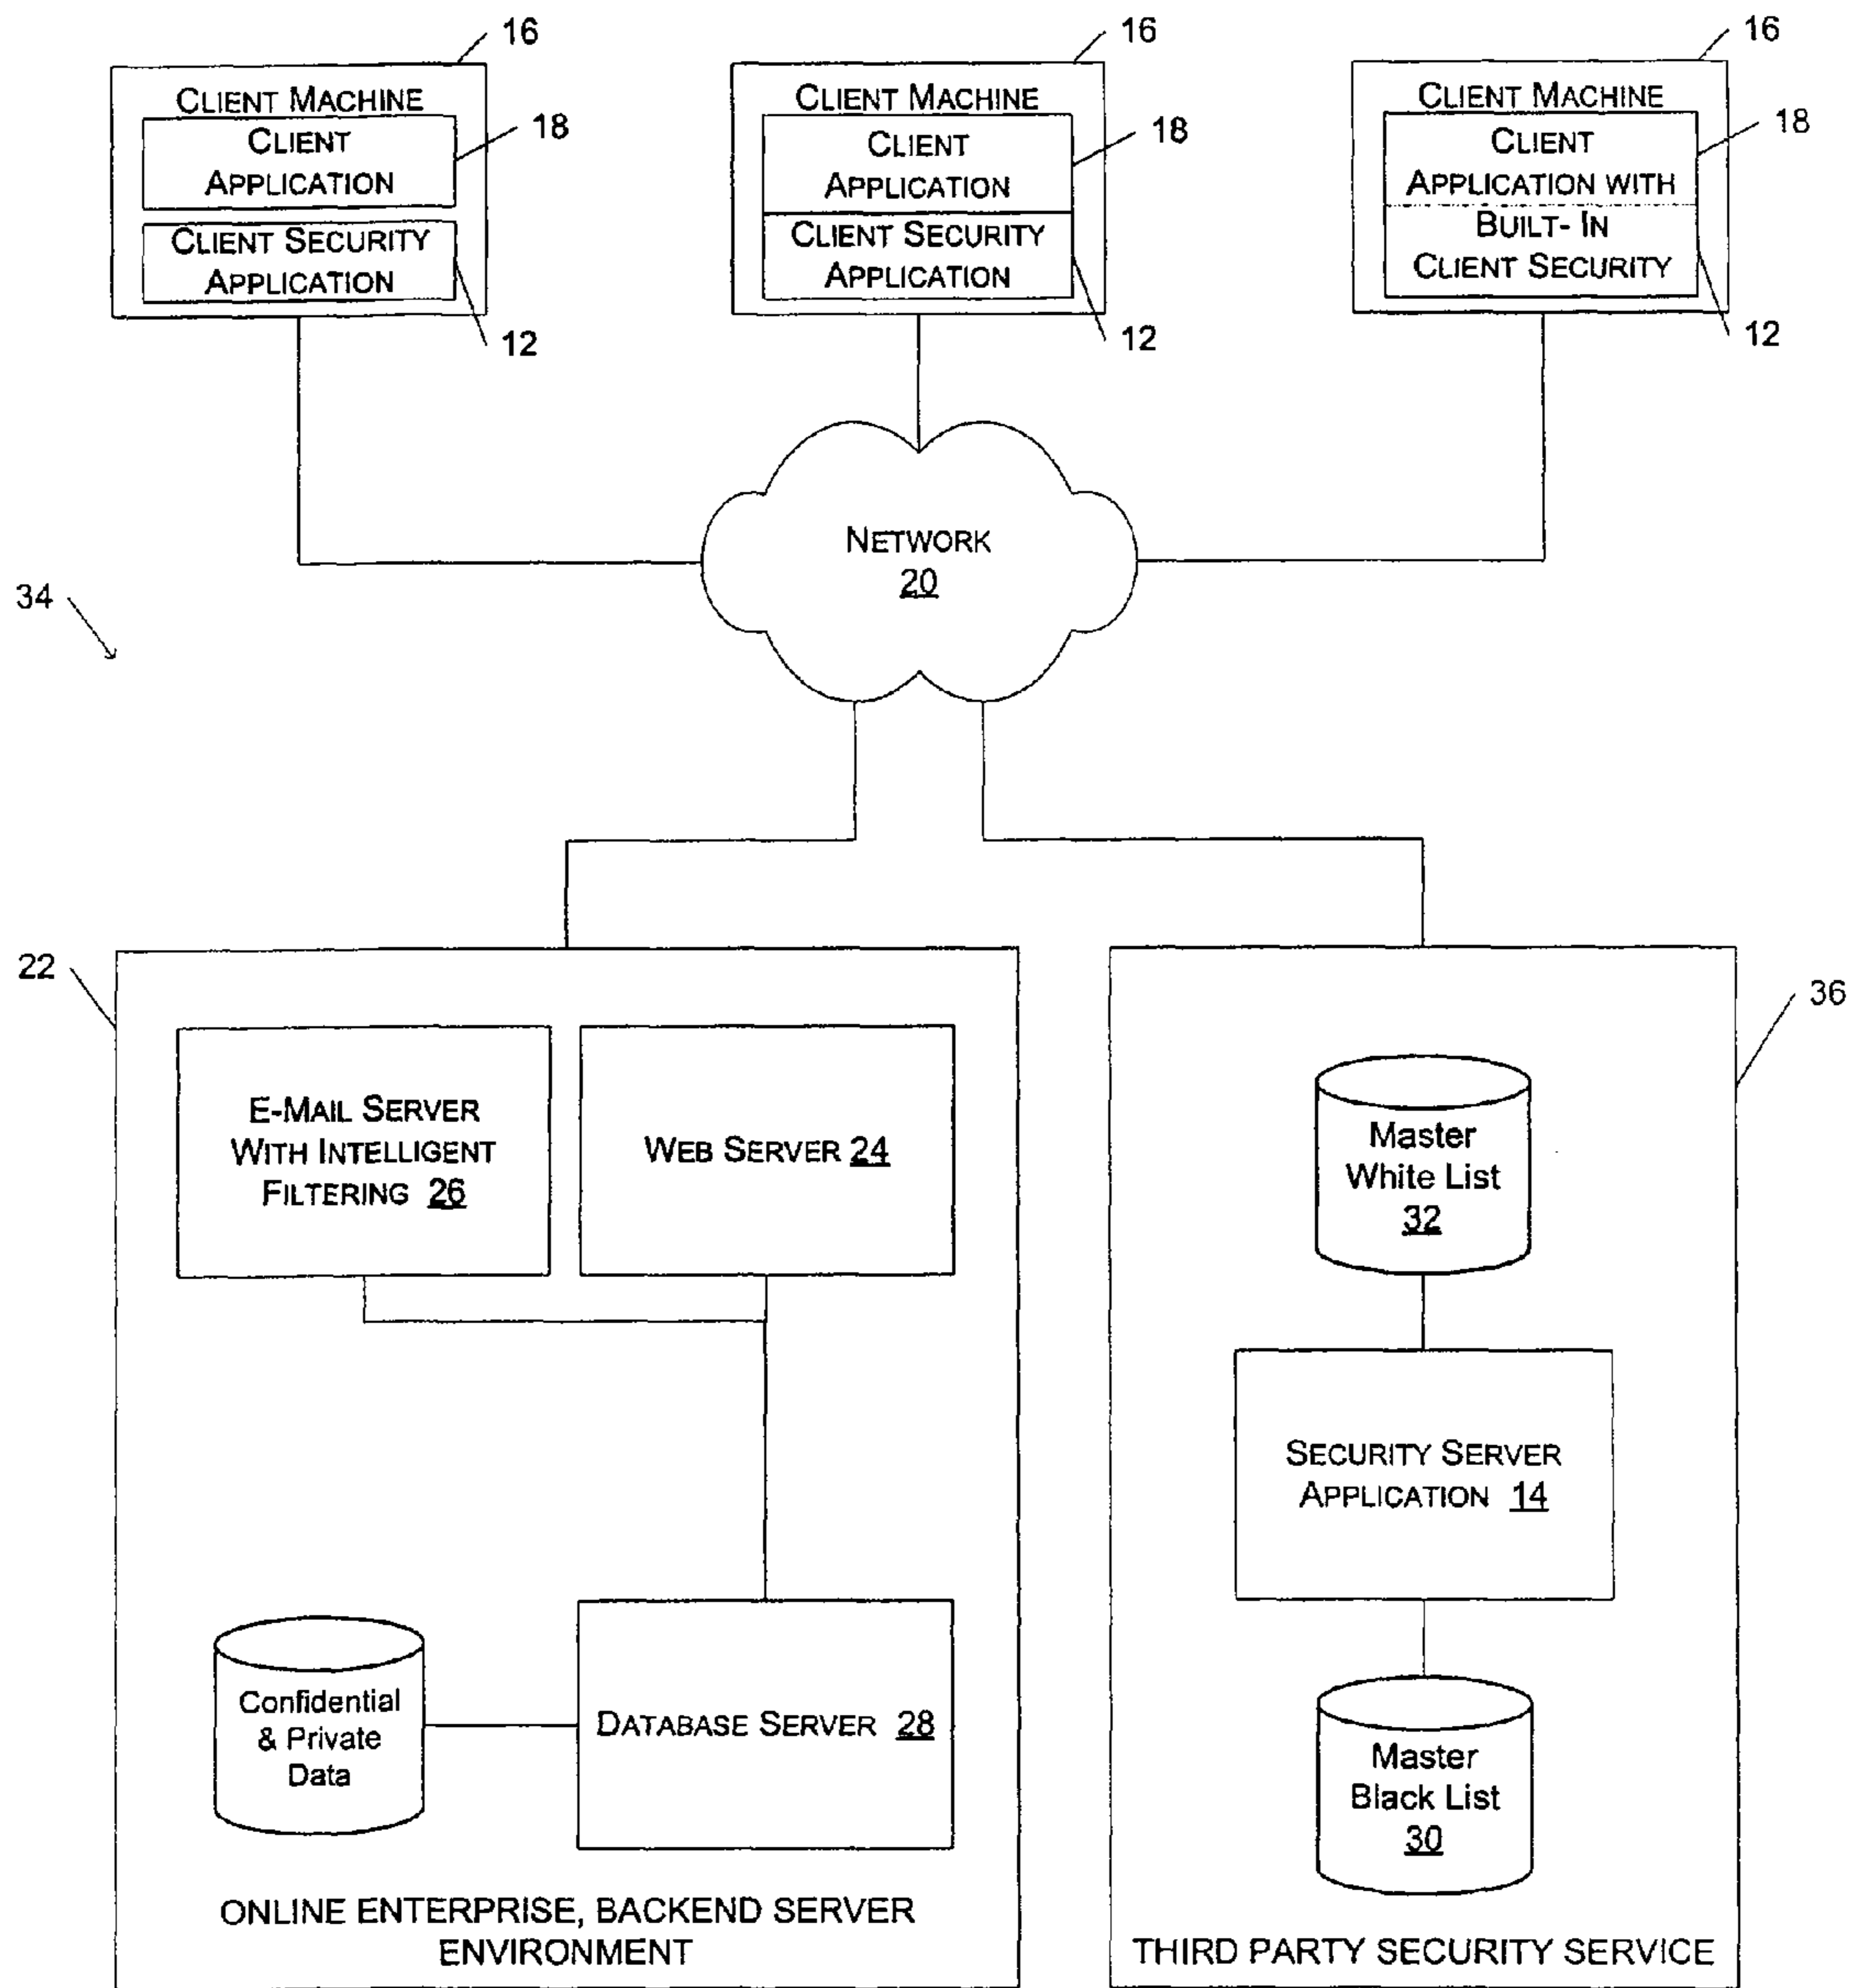 16
16
16
CLIENT MACHINE
CLIENT
APPLICATION
18
CLIENT SECURITY
APPLICATION
12
CLIENT MACHINE
CLIENT
APPLICATION
18
CLIENT SECURITY
APPLICATION
12
CLIENT MACHINE
CLIENT
APPLICATION WITH
18
BUILT- IN
CLIENT SECURITY
12
NETWORK
20
34
22
36
E-MAIL SERVER
WITH INTELLIGENT
FILTERING 26
WEB SERVER 24
Confidential
& Private
Data
DATABASE SERVER 28
ONLINE ENTERPRISE, BACKEND SERVER
ENVIRONMENT
Master
White List
32
SECURITY SERVER
APPLICATION 14
Master
Black List
30
THIRD PARTY SECURITY SERVICE